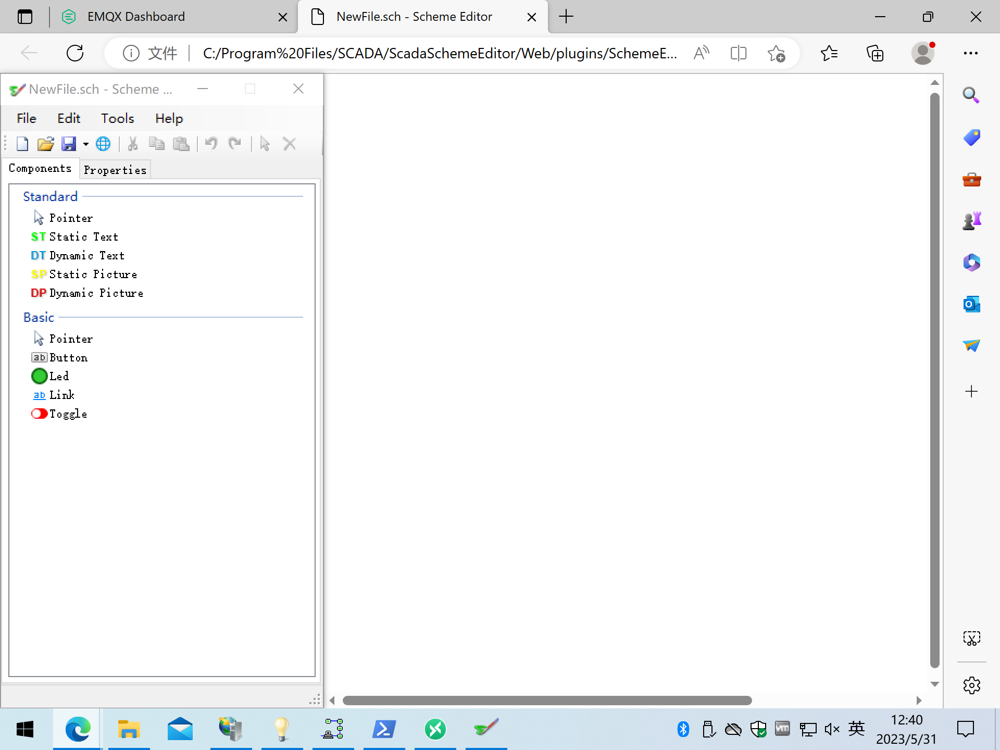 EMQX Dashboard
NewFile.sch - Scheme Editor
文件
C:/Program%20Files/SCADA/ScadaSchemeEditor/Web/plugins/SchemeE...
NewFile.sch - Scheme ...
File Edit Tools Help
Components Properties
Standard
Pointer
ST Static Text
DT Dynamic Text
SP Static Picture
DP Dynamic Picture
Basic
Pointer
ab Button
Led
ab Link
Toggle
英
12:40
2023/5/31